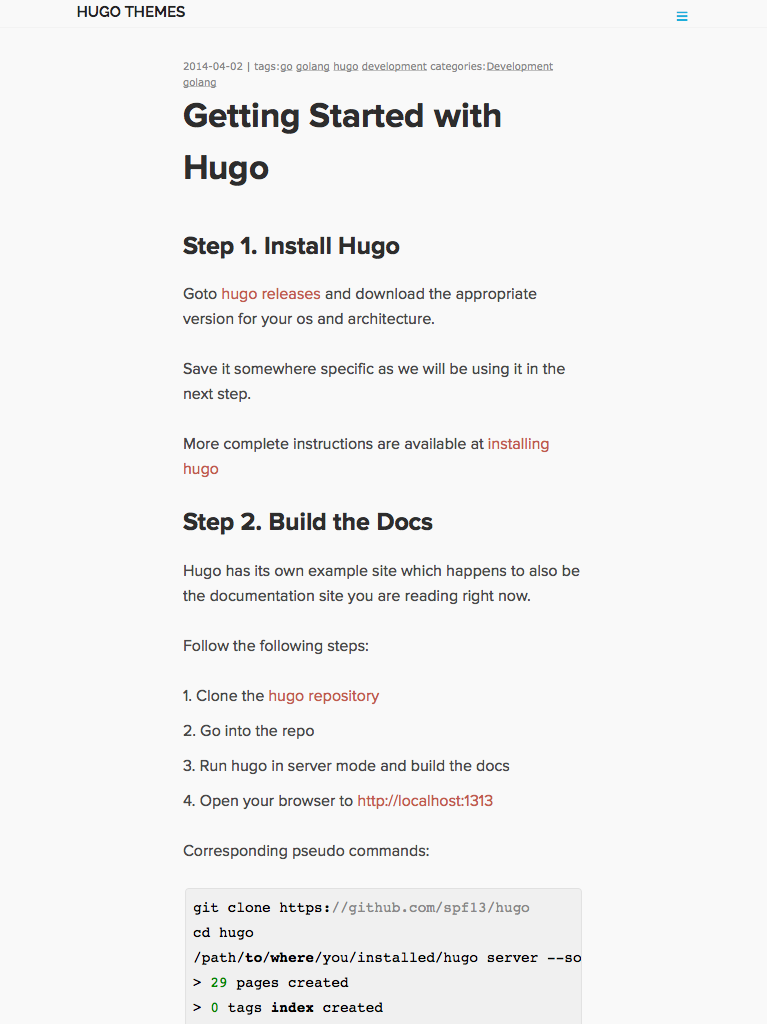 HUGO THEMES
2014-04-02 | tags:go golang hugo development categories:Development
golang
Getting Started with
Hugo
Step 1. Install Hugo
Goto hugo releases and download the appropriate
version for your os and architecture.
Save it somewhere specific as we will be using it in the
next step.
More complete instructions are available at installing
hugo
Step 2. Build the Docs
Hugo has its own example site which happens to also be
the documentation site you are reading right now.
Follow the following steps:
1. Clone the hugo repository
2. Go into the repo
3. Run hugo in server mode and build the docs
4. Open your browser to http://localhost:1313
Corresponding pseudo commands:
git clone https://github.com/spf13/hugo
cd hugo
/path/to/where/you/installed/hugo server --so
> 29 pages created
> 0 tags index created